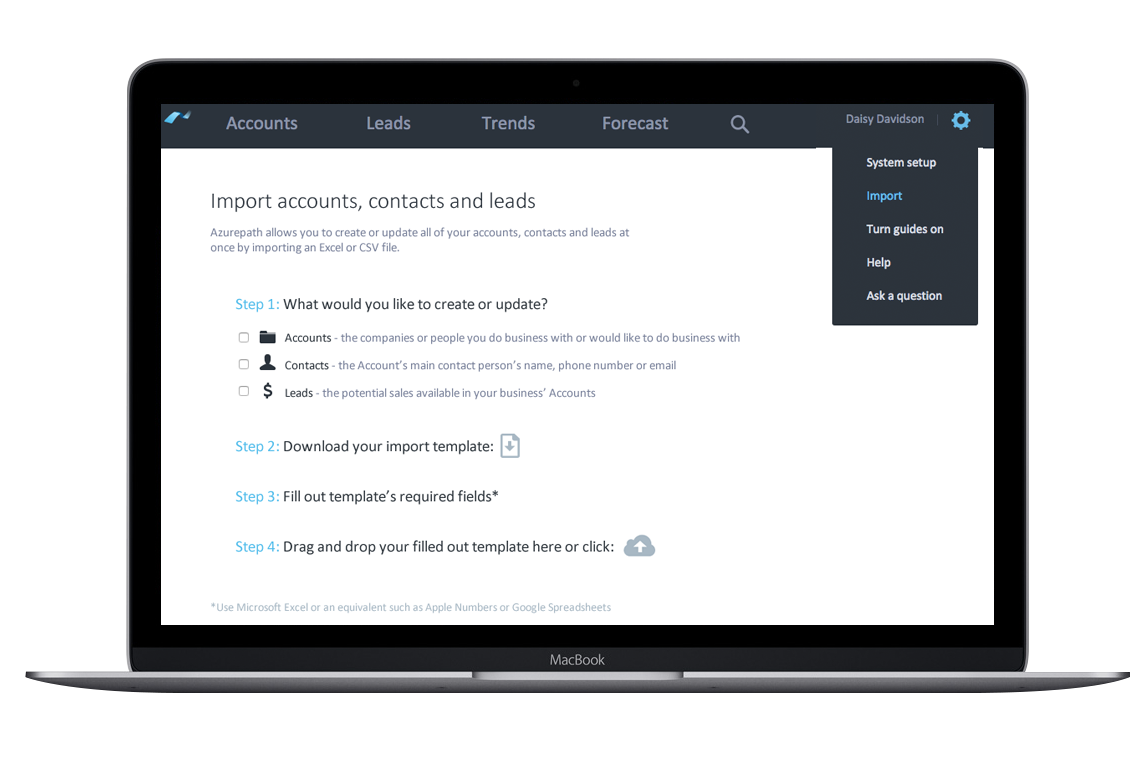 Accounts Leads Trends Forecast Daisy Davidson
System setup
Import
Turn guides on
Help
Ask a question
Import accounts, contacts and leads
Azurepath allows you to create or update all of your accounts, contacts and leads at
once by importing an Excel or CSV file.
Step 1: What would you like to create or update?
Accounts - the companies or people you do business with or would like to do business with
Contacts - the Account's main contact person's name, phone number or email
$ Leads - the potential sales available in your business' Accounts
Step 2: Download your import template:
Step 3: Fill out template's required fields*
Step 4: Drag and drop your filled out template here or click:
*Use Microsoft Excel or an equivalent such as Apple Numbers or Google Spreadsheets
MacBook